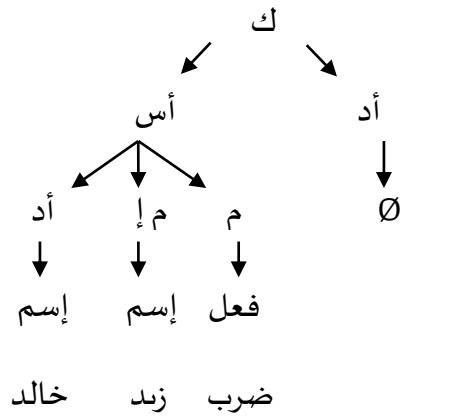 ك
أد أس
Ø م م إ أد
فعل إسم إسم
ضرب زيد خالد